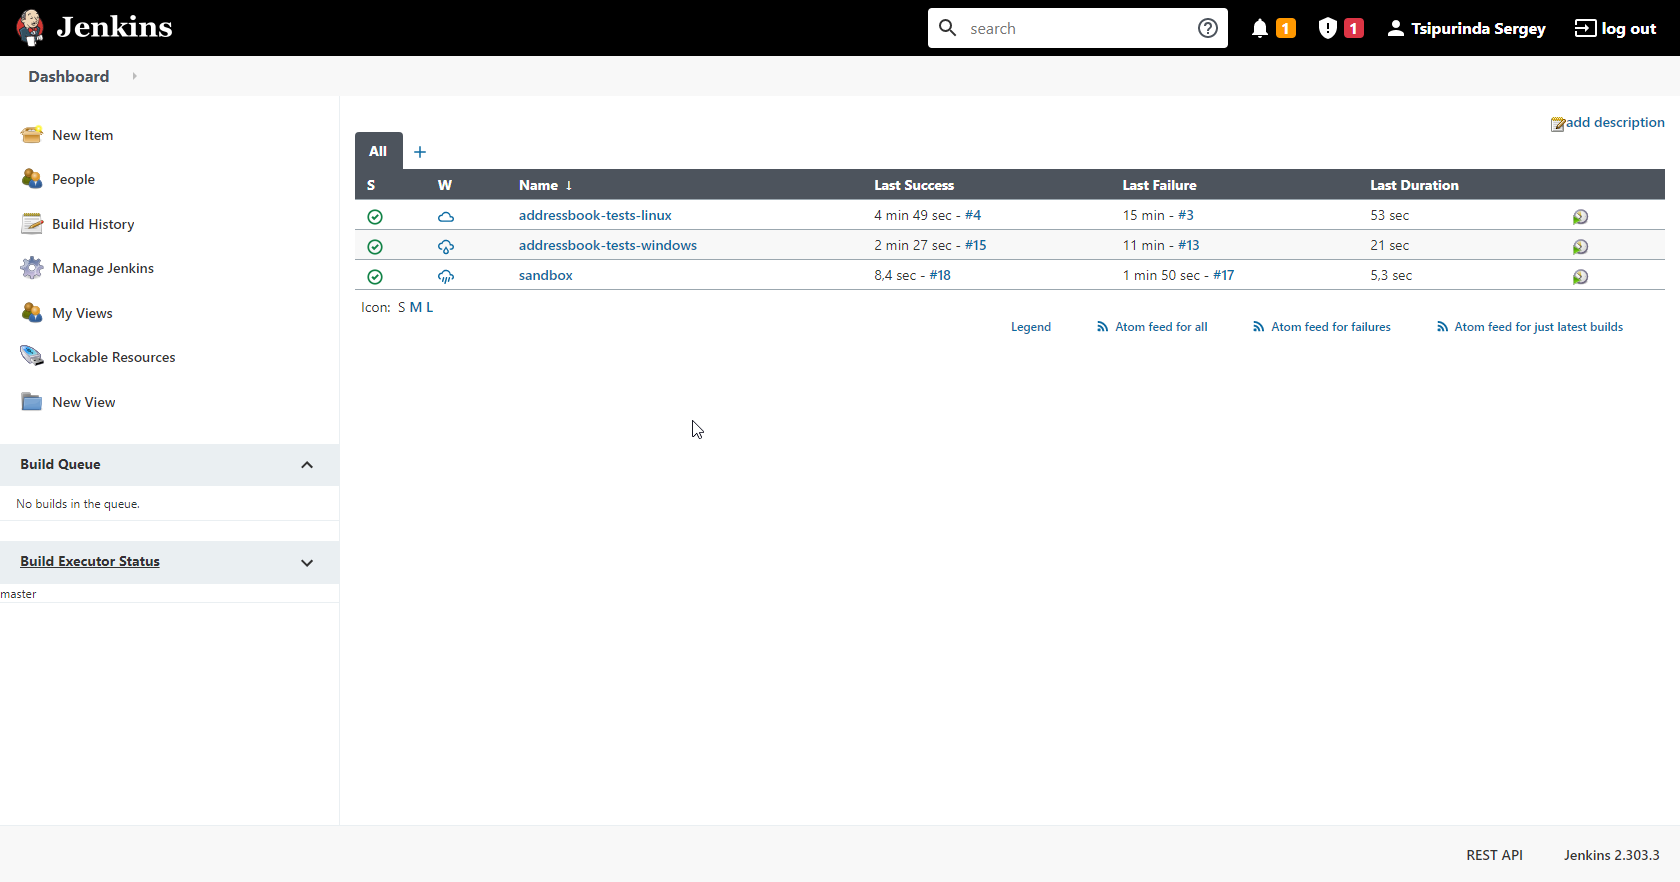 Jenkins
search
1
1
Tsipurinda Sergey
log out
Dashboard
New Item
People
Build History
Manage Jenkins
My Views
Lockable Resources
New View
Build Queue
No builds in the queue.
Build Executor Status
master
add description
All +
S W Name ↓ Last Success Last Failure Last Duration
addressbook-tests-linux 4 min 49 sec - #4 15 min - #3 53 sec
addressbook-tests-windows 2 min 27 sec - #15 11 min - #13 21 sec
sandbox 8,4 sec - #18 1 min 50 sec - #17 5,3 sec
Icon: S M L
Legend Atom feed for all Atom feed for failures Atom feed for just latest builds
REST API Jenkins 2.303.3